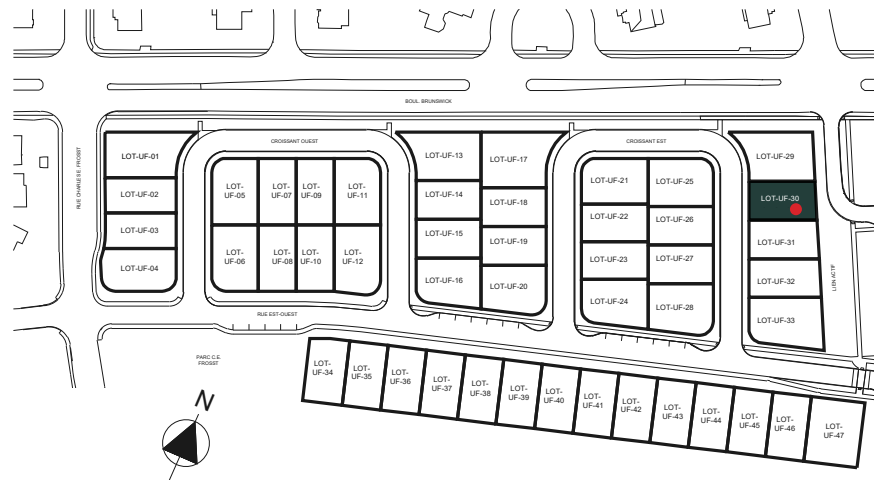 BOUL. BRUNSWICK
RUE CHARLES E. FROSST
CROISSANT OUEST
CROISSANT EST
LOT-UF-01
LOT-UF-02
LOT-UF-03
LOT-UF-04
LOT-
UF-05
LOT-
UF-07
LOT-
UF-09
LOT-
UF-11
LOT-
UF-06
LOT-
UF-08
LOT-
UF-10
LOT-
UF-12
LOT-UF-13
LOT-UF-14
LOT-UF-15
LOT-UF-16
LOT-UF-17
LOT-UF-18
LOT-UF-19
LOT-UF-20
LOT-UF-21
LOT-UF-22
LOT-UF-23
LOT-UF-24
LOT-UF-25
LOT-UF-26
LOT-UF-27
LOT-UF-28
LOT-UF-29
LOT-UF-30
LOT-UF-31
LOT-UF-32
LOT-UF-33
LIEN ACTIF
RUE EST-OUEST
PARC C.E.
FROSST
LOT-
UF-34
LOT-
UF-35
LOT-
UF-36
LOT-
UF-37
LOT-
UF-38
LOT-
UF-39
LOT-
UF-40
LOT-
UF-41
LOT-
UF-42
LOT-
UF-43
LOT-
UF-44
LOT-
UF-45
LOT-
UF-46
LOT-
UF-47
N